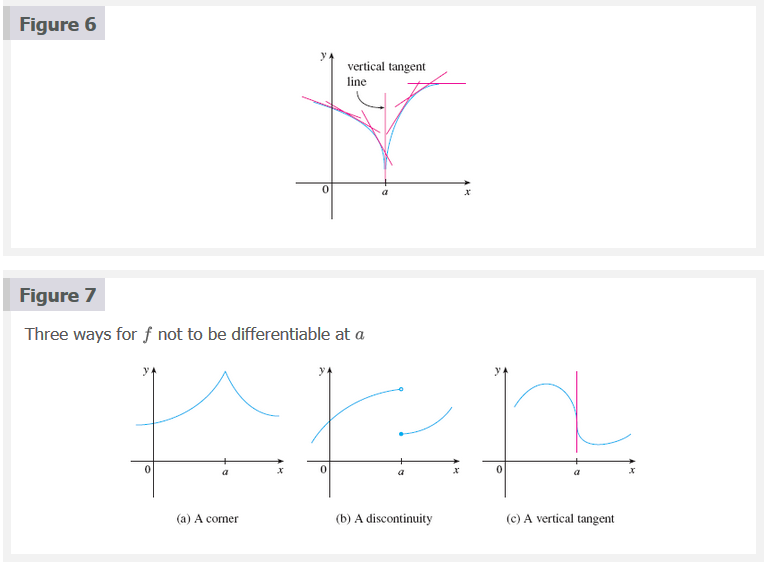 Figure 6
y
vertical tangent
line
0
a
x
Figure 7
Three ways for f not to be differentiable at a
y
y
y
0
a
x
0
a
x
0
a
x
(a) A corner
(b) A discontinuity
(c) A vertical tangent